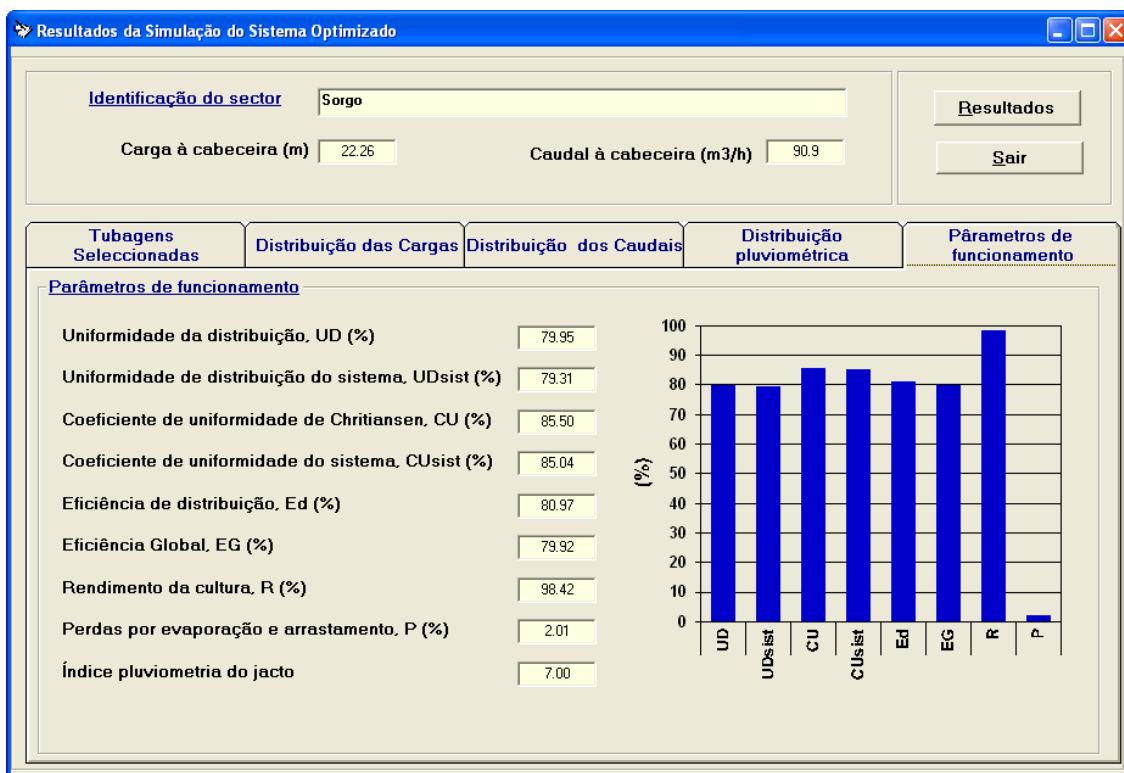 Resultados da Simulação do Sistema Optimizado
Identificação do sector
Sorgo
Carga à cabeceira (m)
22.26
Caudal à cabeceira (m3/h)
90.9
Resultados
Sair
Tubagens
Seleccionadas
Distribuição das Cargas
Distribuição dos Caudais
Distribuição
pluviométrica
Pârametros de
funcionamento
Parâmetros de funcionamento
Uniformidade da distribuição, UD (%)
79.95
Uniformidade de distribuição do sistema, UDsist (%)
79.31
Coeficiente de uniformidade de Chritiansen, CU (%)
85.50
Coeficiente de uniformidade do sistema, CUsist (%)
85.04
Eficiência de distribuição, Ed (%)
80.97
Eficiência Global, EG (%)
79.92
Rendimento da cultura, R (%)
98.42
Perdas por evaporação e arrastamento, P (%)
2.01
Índice pluviometria do jacto
7.00
100
90
80
70
60
50
40
30
20
10
0
(%)
UD
UDsist
CU
CUsist
Ed
EG
R
P